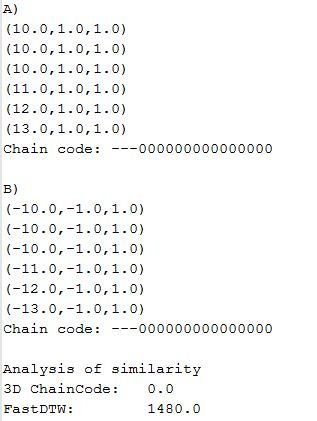 A)
(10.0,1.0,1.0)
(10.0,1.0,1.0)
(10.0,1.0,1.0)
(11.0,1.0,1.0)
(12.0,1.0,1.0)
(13.0,1.0,1.0)
Chain code: ---000000000000000
B)
(-10.0,-1.0,1.0)
(-10.0,-1.0,1.0)
(-10.0,-1.0,1.0)
(-11.0,-1.0,1.0)
(-12.0,-1.0,1.0)
(-13.0,-1.0,1.0)
Chain code: ---000000000000000
Analysis of similarity
3D ChainCode: 0.0
FastDTW: 1480.0